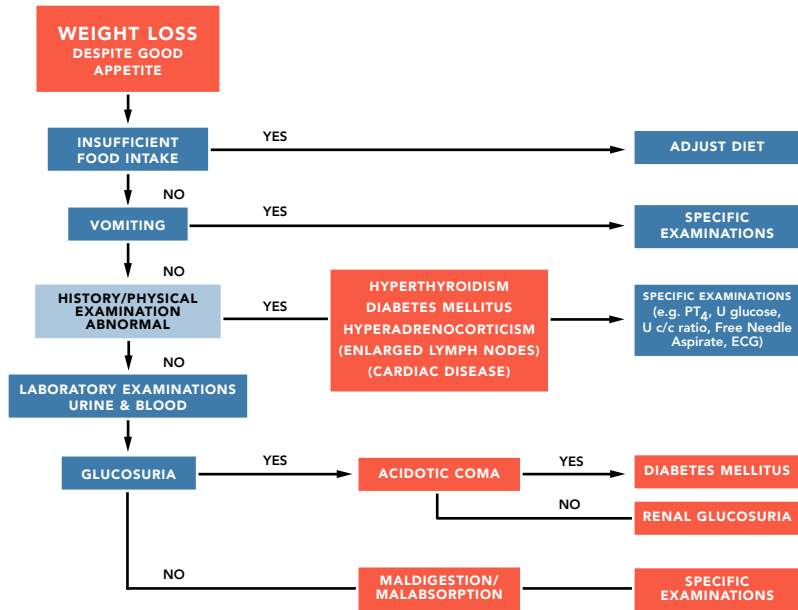 WEIGHT LOSS
DESPITE GOOD
APPETITE
INSUFFICIENT
FOOD INTAKE
YES
ADJUST DIET
NO
VOMITING
YES
SPECIFIC
EXAMINATIONS
NO
HISTORY/PHYSICAL
EXAMINATION
ABNORMAL
YES
HYPERTHYROIDISM
DIABETES MELLITUS
HYPERADRENOCORTICISM
(ENLARGED LYMPH NODES)
(CARDIAC DISEASE)
SPECIFIC EXAMINATIONS
(e.g. PT4, U glucose,
U c/c ratio, Free Needle
Aspirate, ECG)
NO
LABORATORY EXAMINATIONS
URINE & BLOOD
GLUCOSURIA
YES
ACIDOTIC COMA
YES
DIABETES MELLITUS
NO
RENAL GLUCOSURIA
NO
MALDIGESTION/
MALABSORPTION
SPECIFIC
EXAMINATIONS